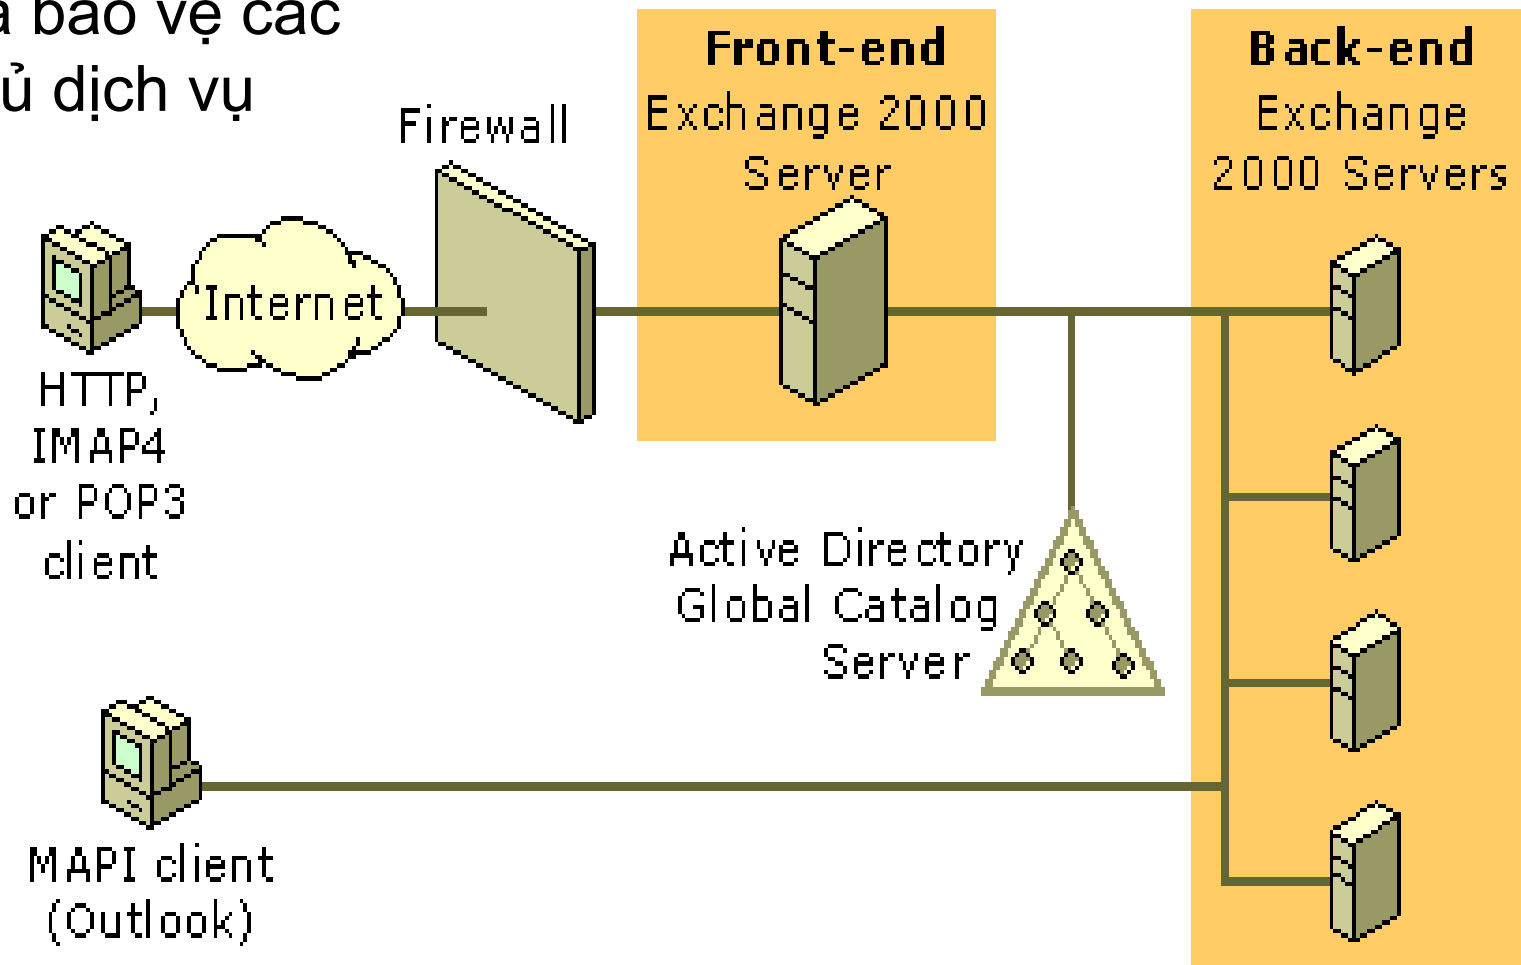 bảo vệ các
dịch vụ
Firewall
Front-end
Exchange 2000
Server
Back-end
Exchange
2000 Servers
Internet
HTTP,
IMAP4
or POP3
client
Active Directory
Global Catalog
Server
MAPI client
(Outlook)